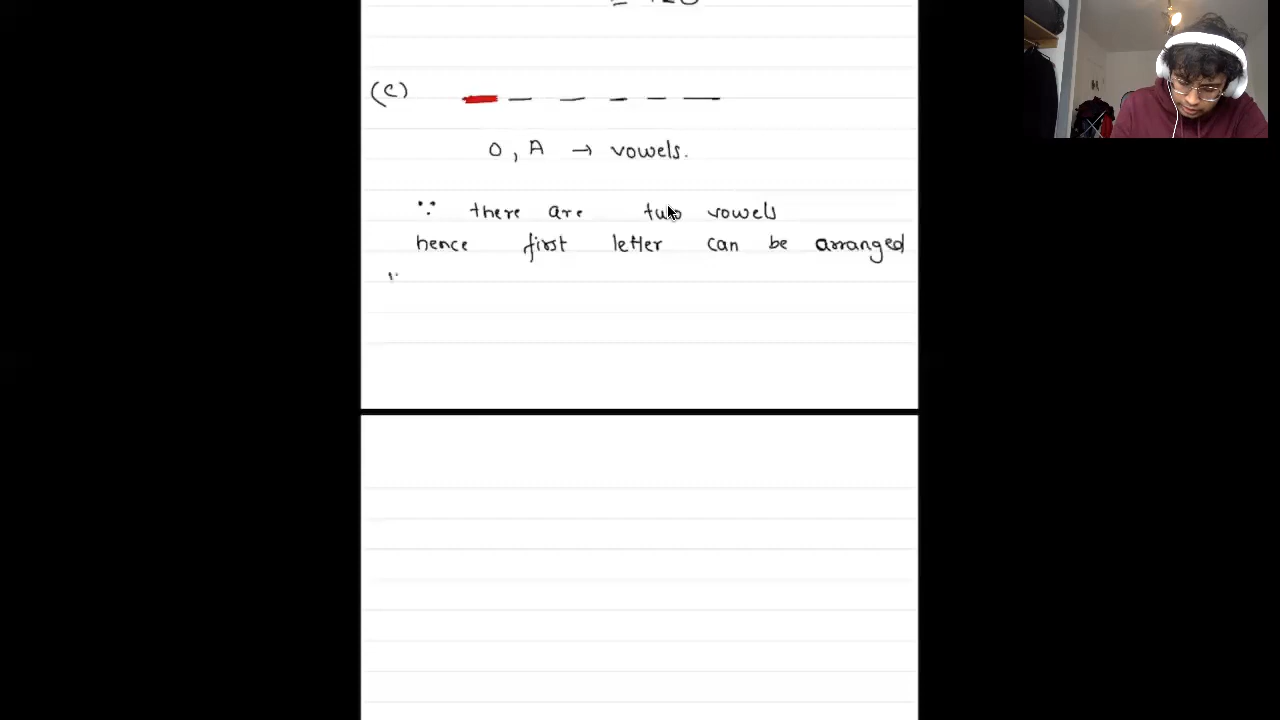 (c) _ _ _ _ _ _
O, A → vowels.
∵ there are two vowels
hence first letter can be arranged